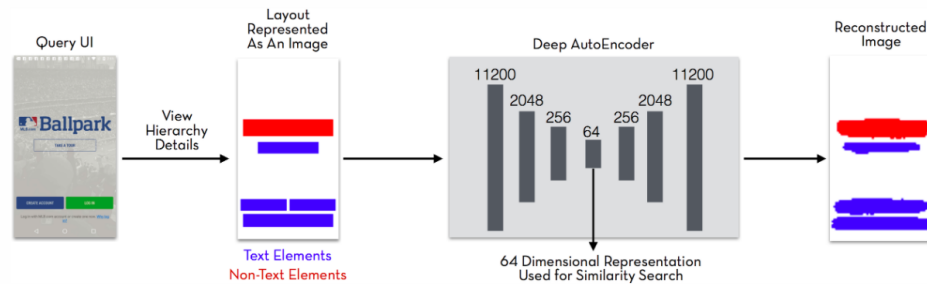 Query UI
Ballpark
TAKE A TOUR
CREATE ACCOUNT
LOG IN
View
Hierarchy
Details
Layout
Represented
As An Image
Text Elements
Non-Text Elements
Deep AutoEncoder
11200
2048
256
64
256
2048
11200
64 Dimensional Representation
Used for Similarity Search
Reconstructed
Image